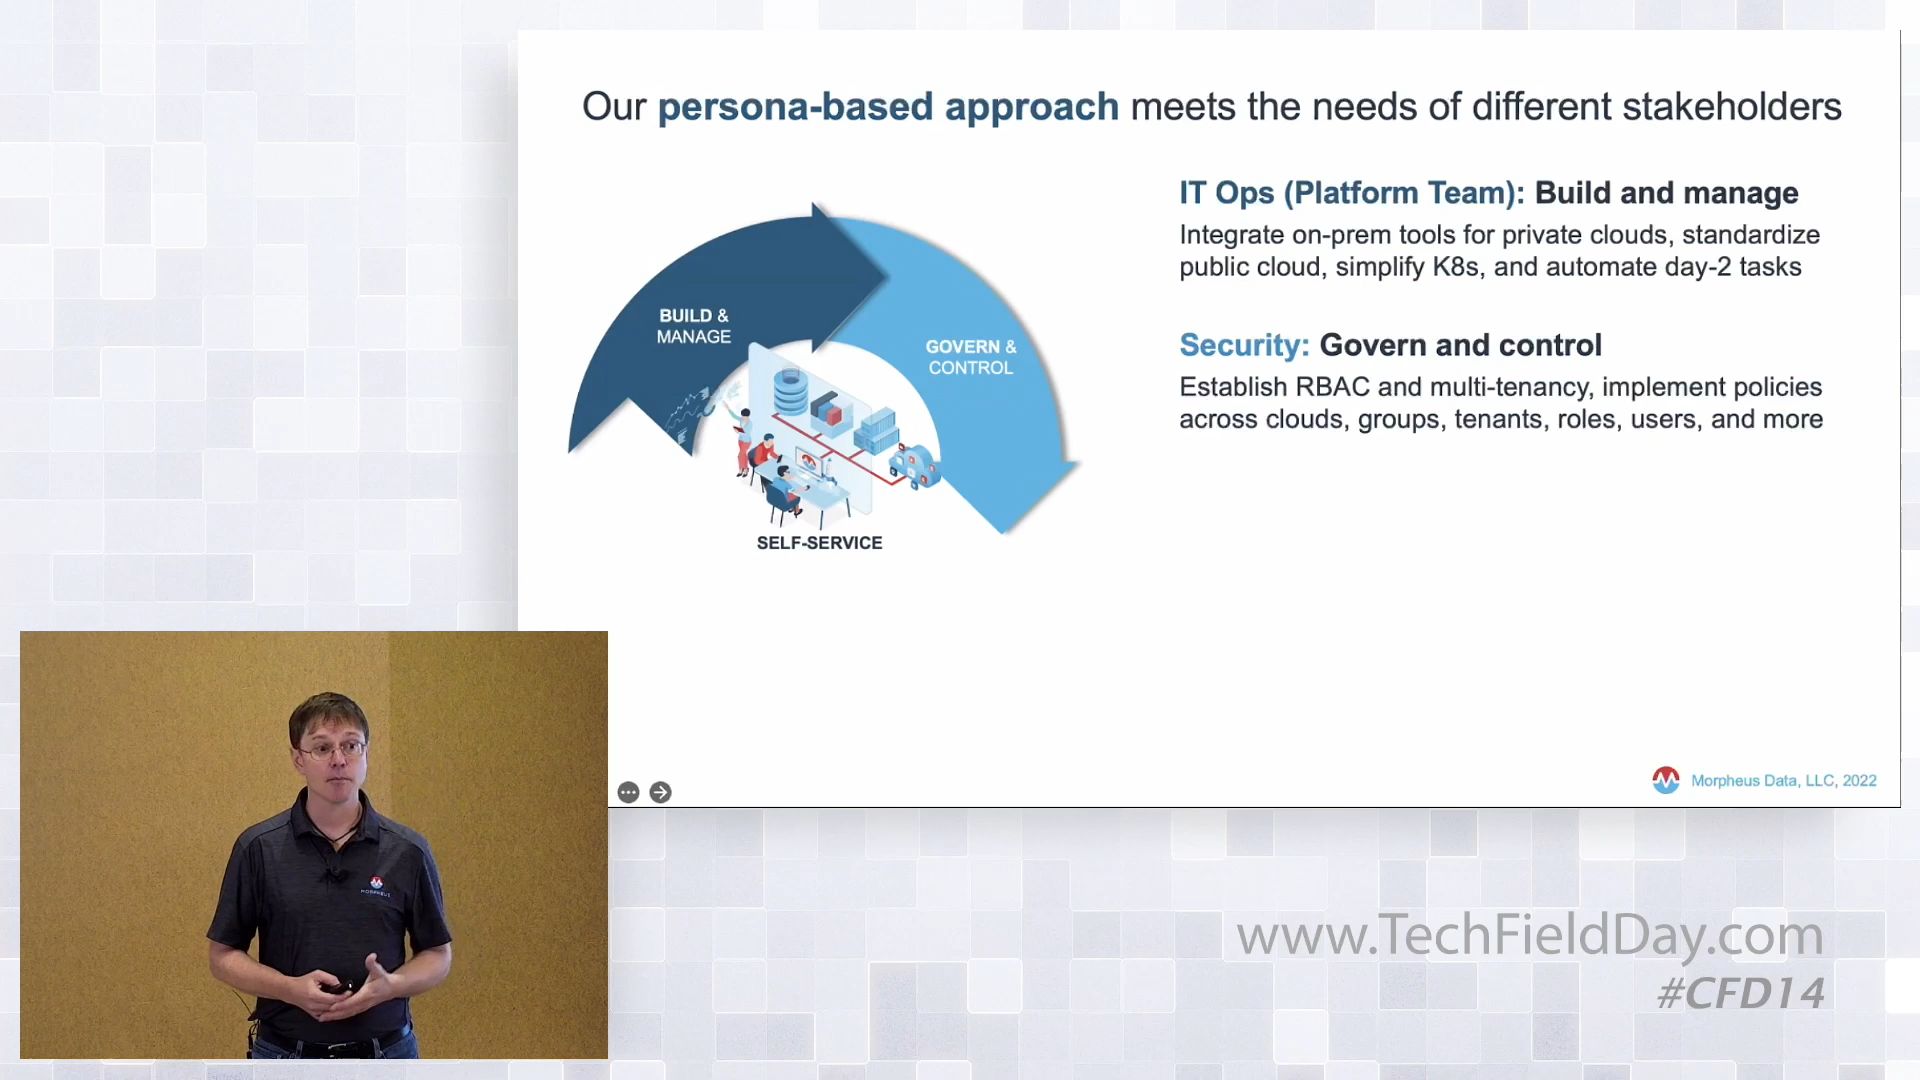 Our persona-based approach meets the needs of different stakeholders
BUILD &
MANAGE
GOVERN &
CONTROL
SELF-SERVICE
IT Ops (Platform Team): Build and manage
Integrate on-prem tools for private clouds, standardize
public cloud, simplify K8s, and automate day-2 tasks
Security: Govern and control
Establish RBAC and multi-tenancy, implement policies
across clouds, groups, tenants, roles, users, and more
Morpheus Data, LLC, 2022
MORPHEUS
www.TechFieldDay.com
#CFD14